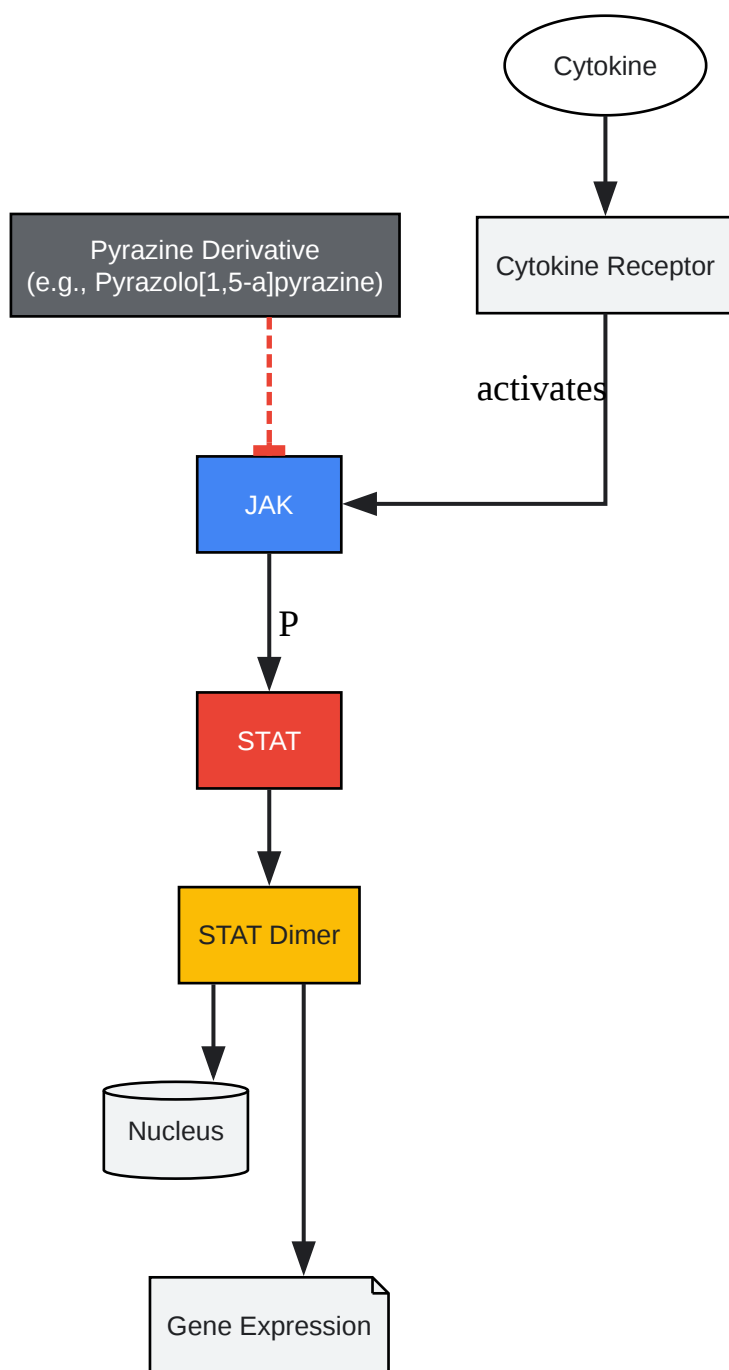 Cytokine
Pyrazine Derivative
(e.g., Pyrazolo[1,5-a]pyrazine)
Cytokine Receptor
activates
JAK
P
STAT
STAT Dimer
Nucleus
Gene Expression